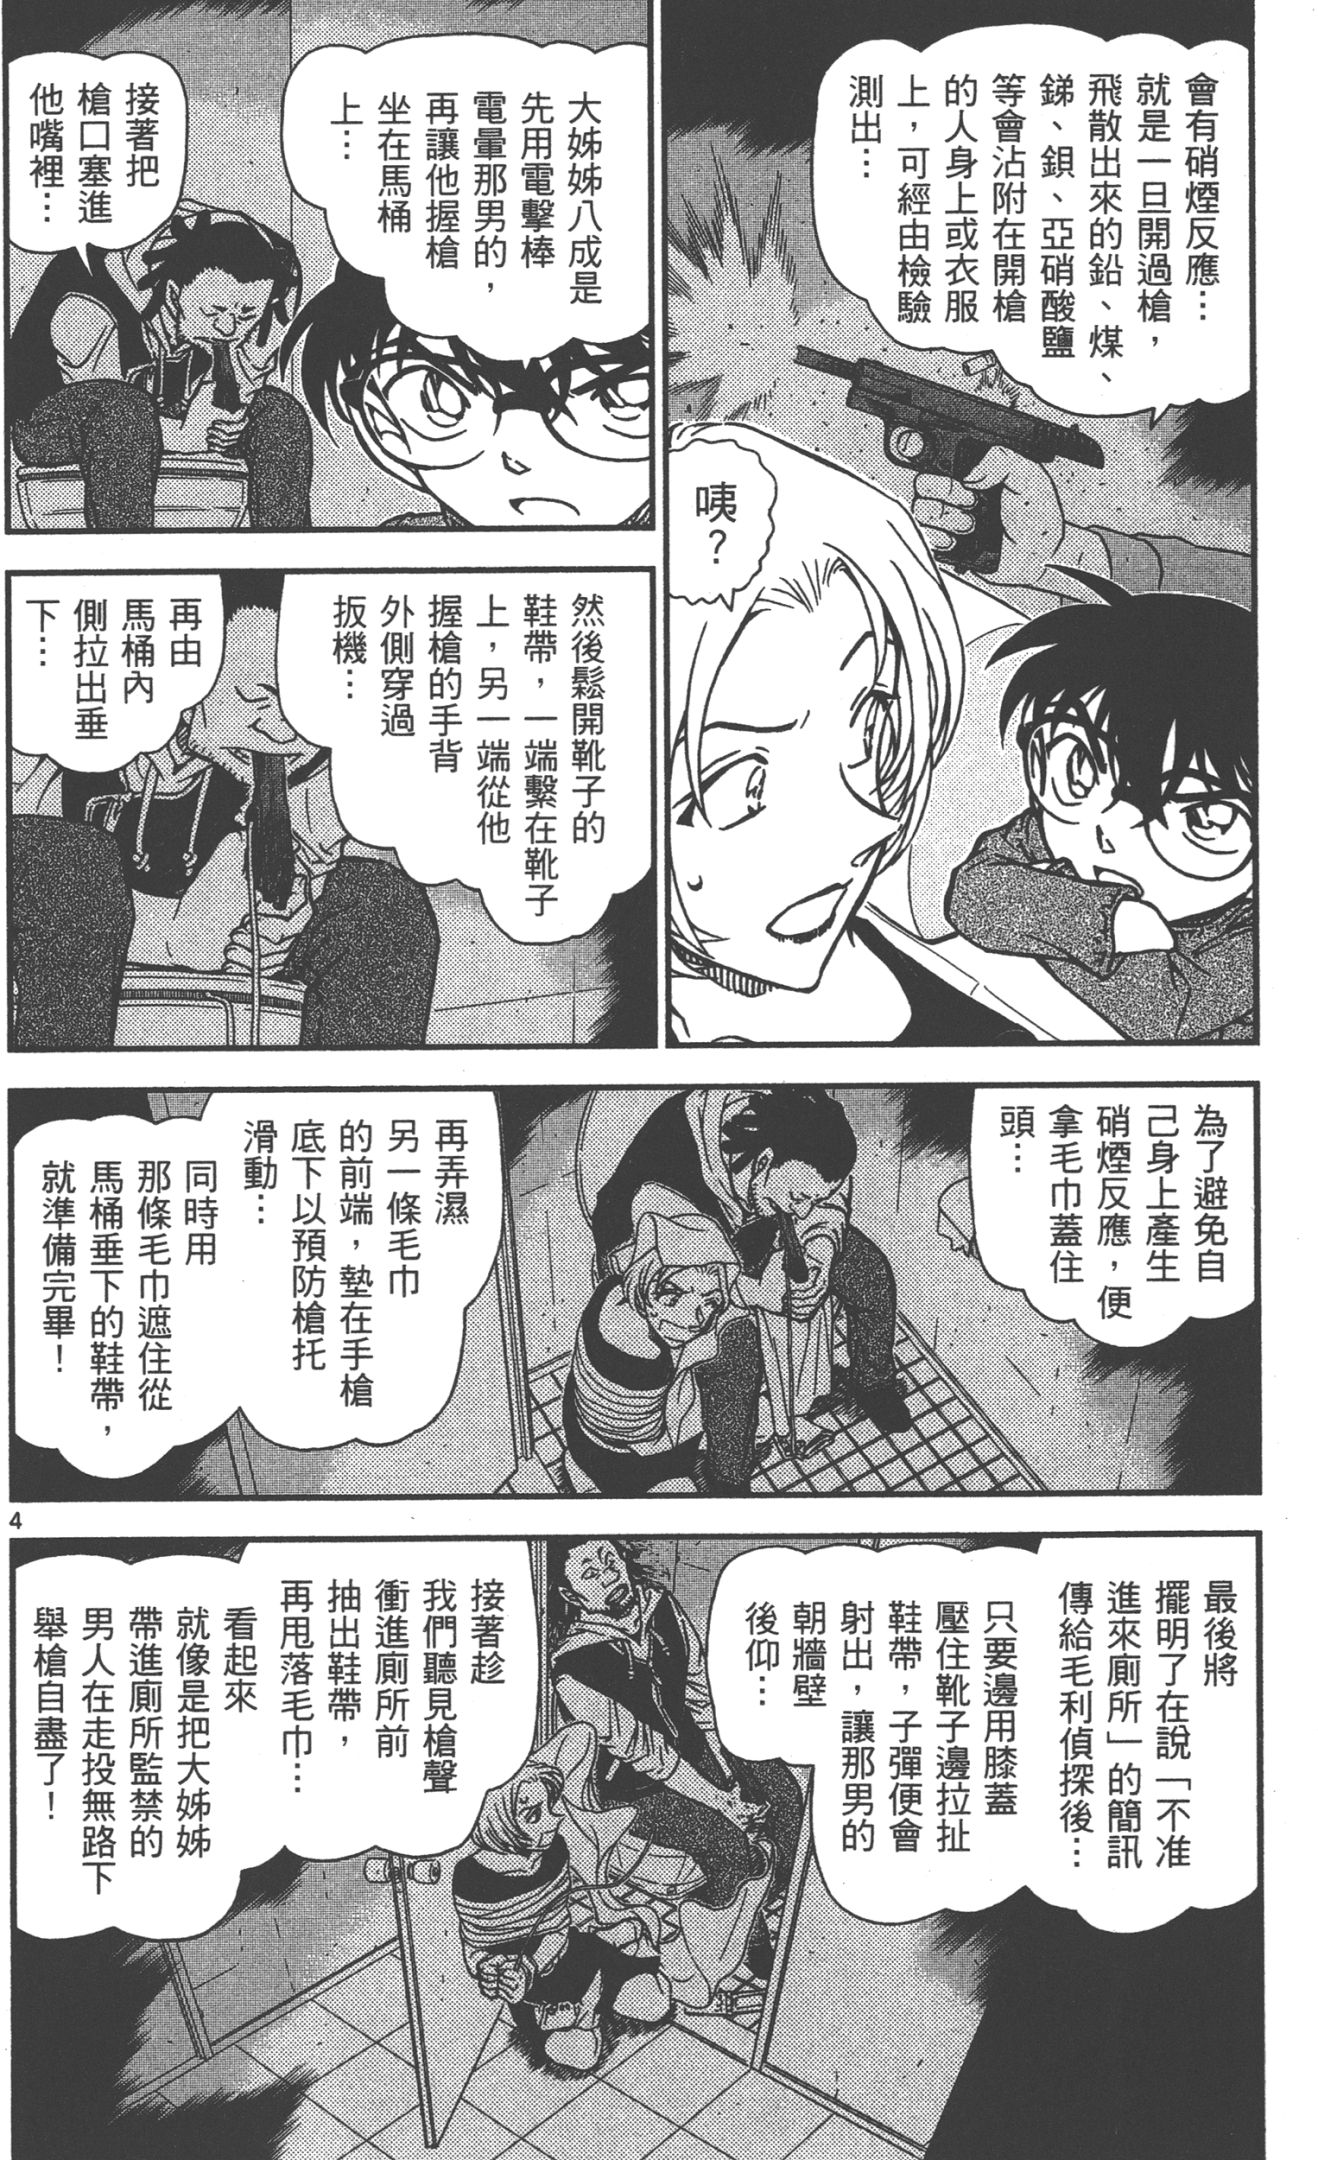 會有硝煙反應…
就是一旦開過槍，
飛散出來的鉛、煤、
銻、鋇、亞硝酸鹽
等會沾附在開槍
的人身上或衣服
上，可經由檢驗
測出…
咦？
大姊姊八成是
先用電擊棒
電暈那男的，
再讓他握槍
坐在馬桶
上…
接著把
槍口塞進
他嘴裡…
然後鬆開靴子的
鞋帶，一端繫在靴子
上，另一端從他
握槍的手背
外側穿過
扳機…
再由
馬桶內
側拉出垂
下…
為了避免自
己身上產生
硝煙反應，便
拿毛巾蓋住
頭…
再弄濕
另一條毛巾
的前端，墊在手槍
底下以預防槍托
滑動…
同時用
那條毛巾遮住從
馬桶垂下的鞋帶，
就準備完畢！
最後將
擺明了在說「不准
進來廁所」的簡訊
傳給毛利偵探後…
只要邊用膝蓋
壓住靴子邊拉扯
鞋帶，子彈便會
射出，讓那男的
朝牆壁
後仰…
接著趁
我們聽見槍聲
衝進廁所前
抽出鞋帶，
再甩落毛巾…
看起來
就像是把大姊姊
帶進廁所監禁的
男人在走投無路下
舉槍自盡了！
4